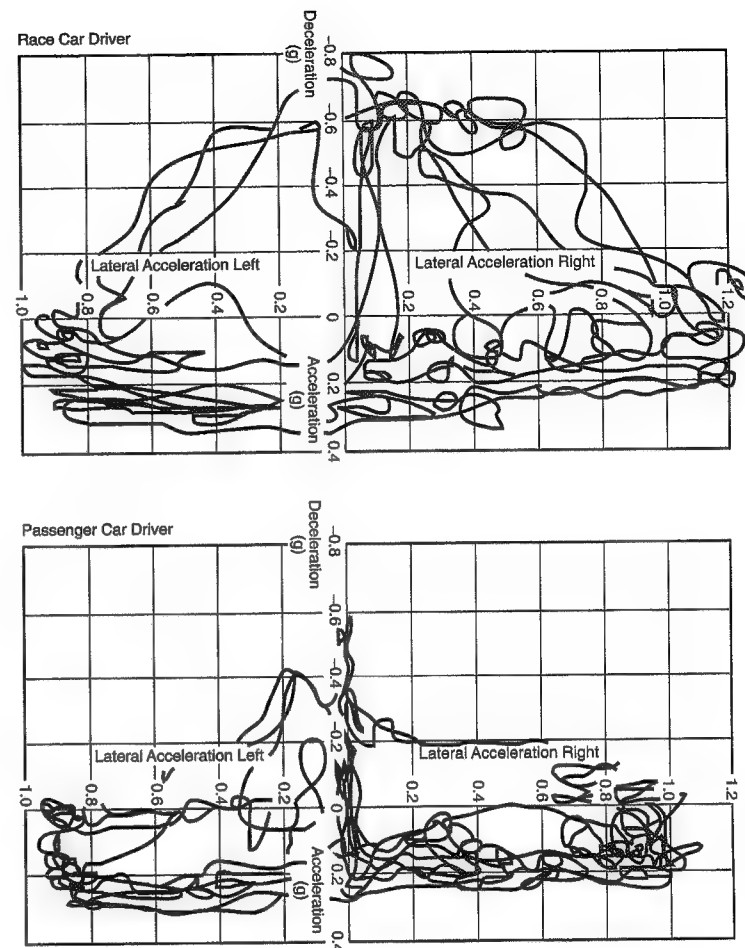 Race Car Driver
Deceleration
(g)
–0.8
–0.6
–0.4
–0.2
Lateral Acceleration Left
Lateral Acceleration Right
1.0
0.8
0.6
0.4
0.2
0
0.2
0.4
0.6
0.8
1.0
1.2
Acceleration
(g)
0.2
0.4
Passenger Car Driver
Deceleration
(g)
–0.8
–0.6
–0.4
–0.2
Lateral Acceleration Left
Lateral Acceleration Right
1.0
0.8
0.6
0.4
0.2
0
0.2
0.4
0.6
0.8
1.0
1.2
Acceleration
(g)
0.2
0.4